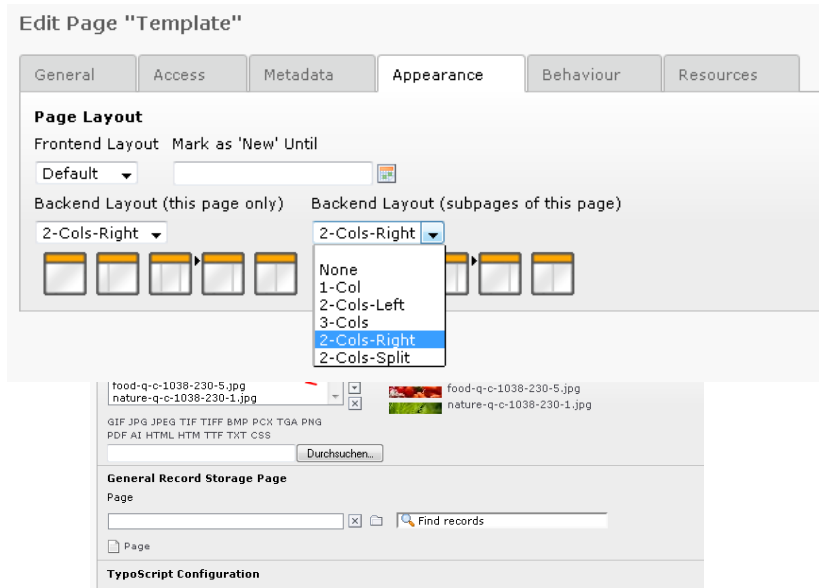 Edit Page "Template"
General Access Metadata Appearance Behaviour Resources
Page Layout
Frontend Layout Mark as 'New' Until
Default
Backend Layout (this page only) Backend Layout (subpages of this page)
2-Cols-Right 2-Cols-Right
None
1-Col
2-Cols-Left
3-Cols
2-Cols-Right
2-Cols-Split
food-q-c-1038-230-5.jpg food-q-c-1038-230-5.jpg
nature-q-c-1038-230-1.jpg nature-q-c-1038-230-1.jpg
GIF JPG JPEG TIF TIFF BMP PCX TGA PNG
PDF AI HTML HTM TTF TXT CSS
Durchsuchen...
General Record Storage Page
Page
Find records
Page
TypoScript Configuration